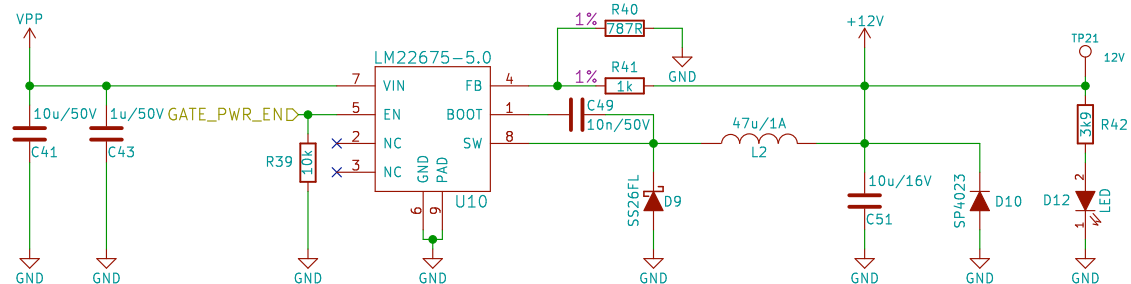 VPP
1%
R40
787R
+12V
TP21
12V
LM22675-5.0
GND
7
VIN
FB
4
1%
R41
1k
10u/50V
1u/50V
GATE_PWR_EN
5
EN
BOOT
1
C49
10n/50V
47u/1A
L2
3k9
R42
2
NC
SW
8
C41
C43
R39
10k
3
NC
GND
PAD
U10
6
9
SS26FL
D9
10u/16V
C51
SP4023
D10
2
D12
LED
1
GND
GND
GND
GND
GND
GND
GND
GND